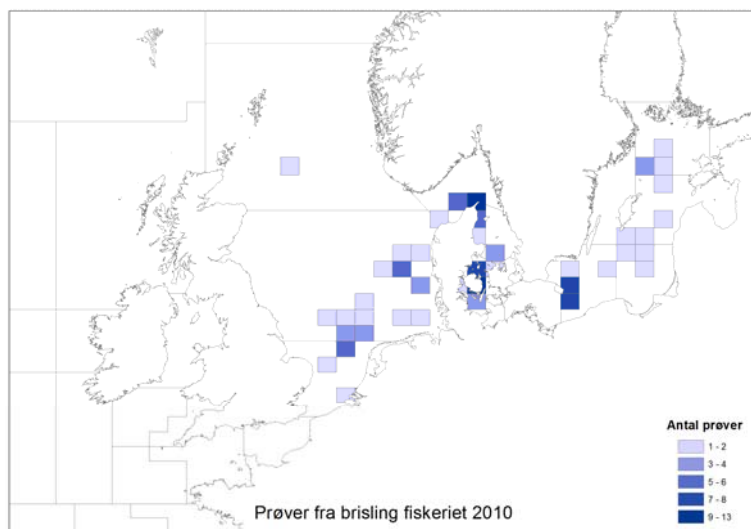 Antal prøver
1 - 2
3 - 4
5 - 6
7 - 8
9 - 13
Prøver fra brisling fiskeriet 2010